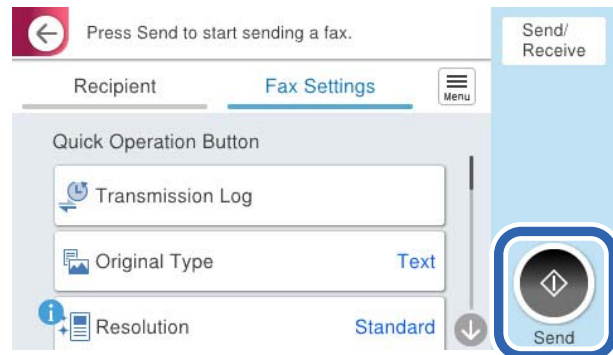 Press Send to start sending a fax.
Send/
Receive
Recipient
Fax Settings
Menu
Quick Operation Button
Transmission Log
Original Type
Text
Resolution
Standard
Send